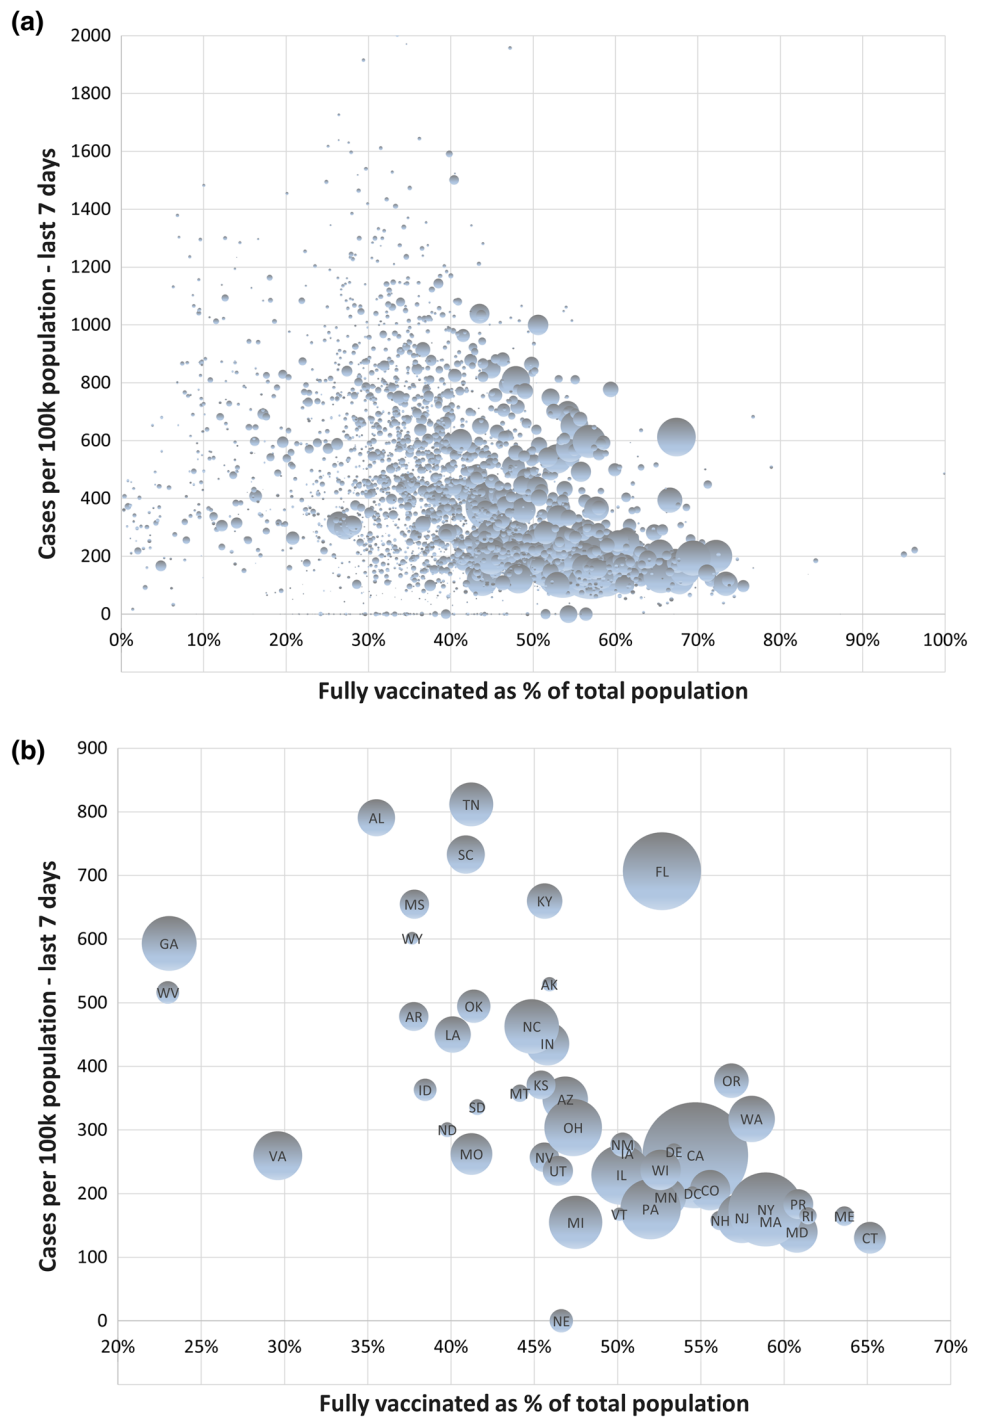 (a)
2000
1800
1600
1400
1200
1000
800
600
400
200
0
Cases per 100k population - last 7 days
0% 10% 20% 30% 40% 50% 60% 70% 80% 90% 100%
Fully vaccinated as % of total population
(b)
900
800
700
600
500
400
300
200
100
0
Cases per 100k population - last 7 days
TN
AL
SC
FL
KY
MS
WY
GA
AK
WV
OK
AR
NC
LA
IN
OR
KS
ID
MT
AZ
WA
SD
OH
ND
NM
IA
DE
CA
VA
MO
NV
WI
UT
IL
CO
DC
MN
PR
NY
PA
VT
RI
ME
NJ
NH
MA
MI
MD
CT
NE
20% 25% 30% 35% 40% 45% 50% 55% 60% 65% 70%
Fully vaccinated as % of total population